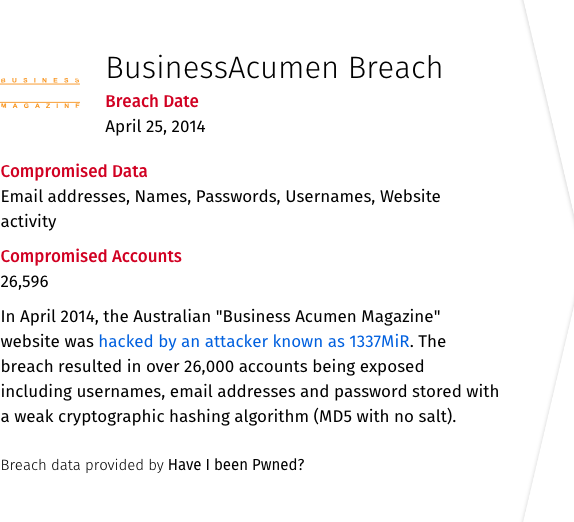 BUSINESS
MAGAZINE
BusinessAcumen Breach
Breach Date
April 25, 2014
Compromised Data
Email addresses, Names, Passwords, Usernames, Website
activity
Compromised Accounts
26,596
In April 2014, the Australian "Business Acumen Magazine"
website was hacked by an attacker known as 1337MiR. The
breach resulted in over 26,000 accounts being exposed
including usernames, email addresses and password stored with
a weak cryptographic hashing algorithm (MD5 with no salt).
Breach data provided by Have I been Pwned?